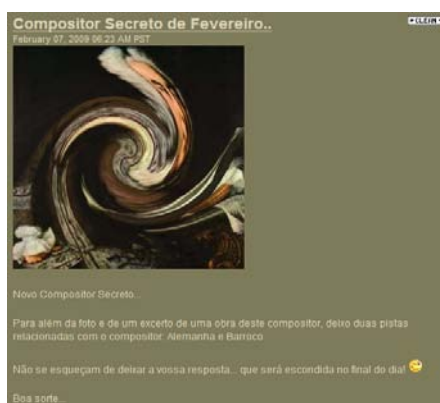 Compositor Secreto de Fevereiro..
February 07, 2009 06:23 AM PST
Novo Compositor Secreto...
Para além da foto e de um excerto de uma obra deste compositor, deixo duas pistas
relacionadas com o compositor: Alemanha e Barroco.
Não se esqueçam de deixar a vossa resposta... que será escondida no final do dia!
Boa sorte...